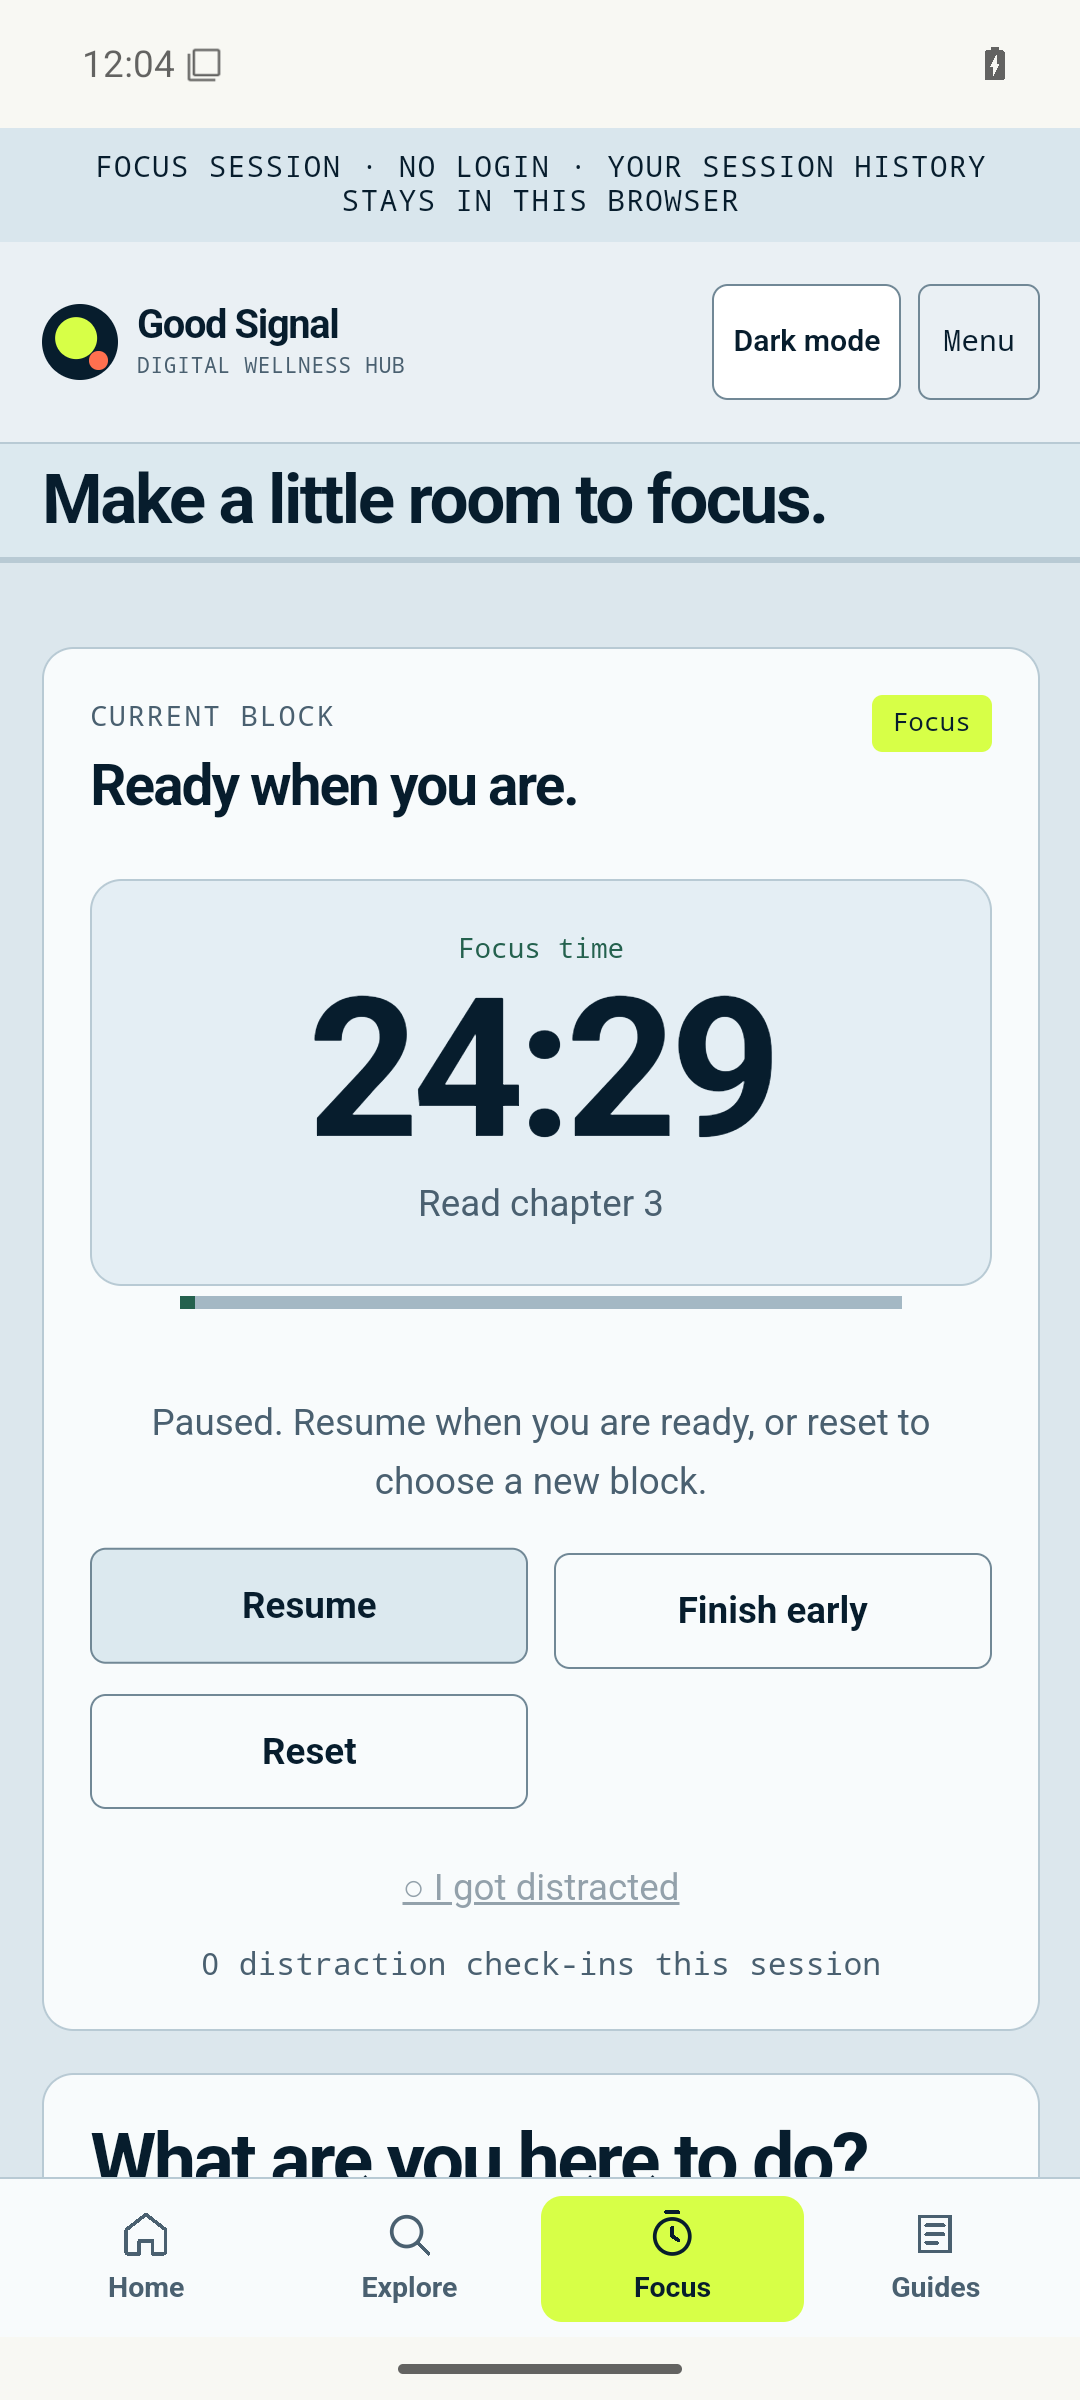 12:04
FOCUS SESSION · NO LOGIN · YOUR SESSION HISTORY
STAYS IN THIS BROWSER
Good Signal
DIGITAL WELLNESS HUB
Dark mode
Menu
Make a little room to focus.
CURRENT BLOCK
Focus
Ready when you are.
Focus time
24:29
Read chapter 3
Paused. Resume when you are ready, or reset to
choose a new block.
Resume
Finish early
Reset
○ I got distracted
0 distraction check-ins this session
What are you here to do?
Home
Explore
Focus
Guides